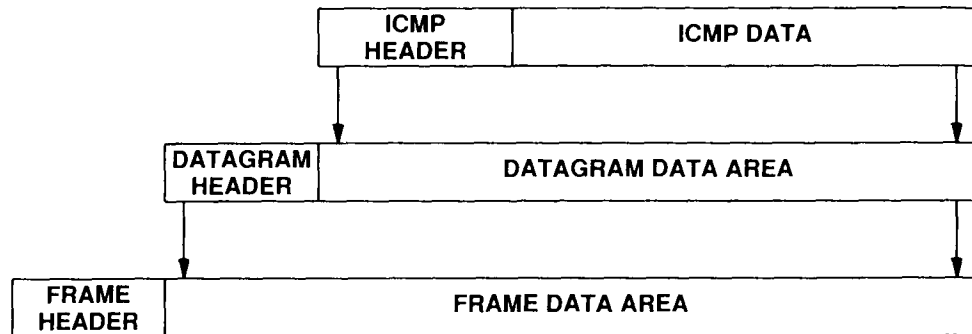 ICMP
HEADER
ICMP DATA
DATAGRAM
HEADER
DATAGRAM DATA AREA
FRAME
HEADER
FRAME DATA AREA